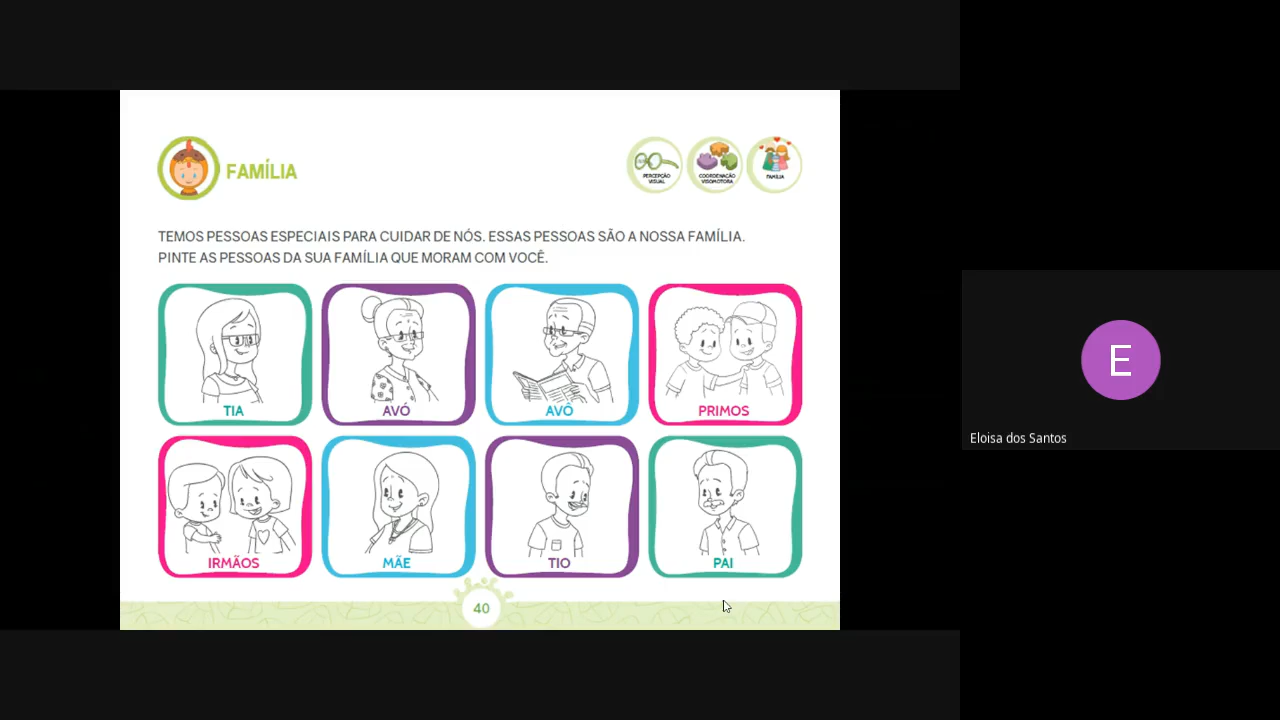 FAMÍLIA
PERCEPÇÃO
VISUAL
COORDENAÇÃO
VISOMOTORA
FAMÍLIA
TEMOS PESSOAS ESPECIAIS PARA CUIDAR DE NÓS. ESSAS PESSOAS SÃO A NOSSA FAMÍLIA.
PINTE AS PESSOAS DA SUA FAMÍLIA QUE MORAM COM VOCÊ.
TIA
AVÓ
AVÔ
PRIMOS
IRMÃOS
MÃE
TIO
PAI
40
E
Eloisa dos Santos